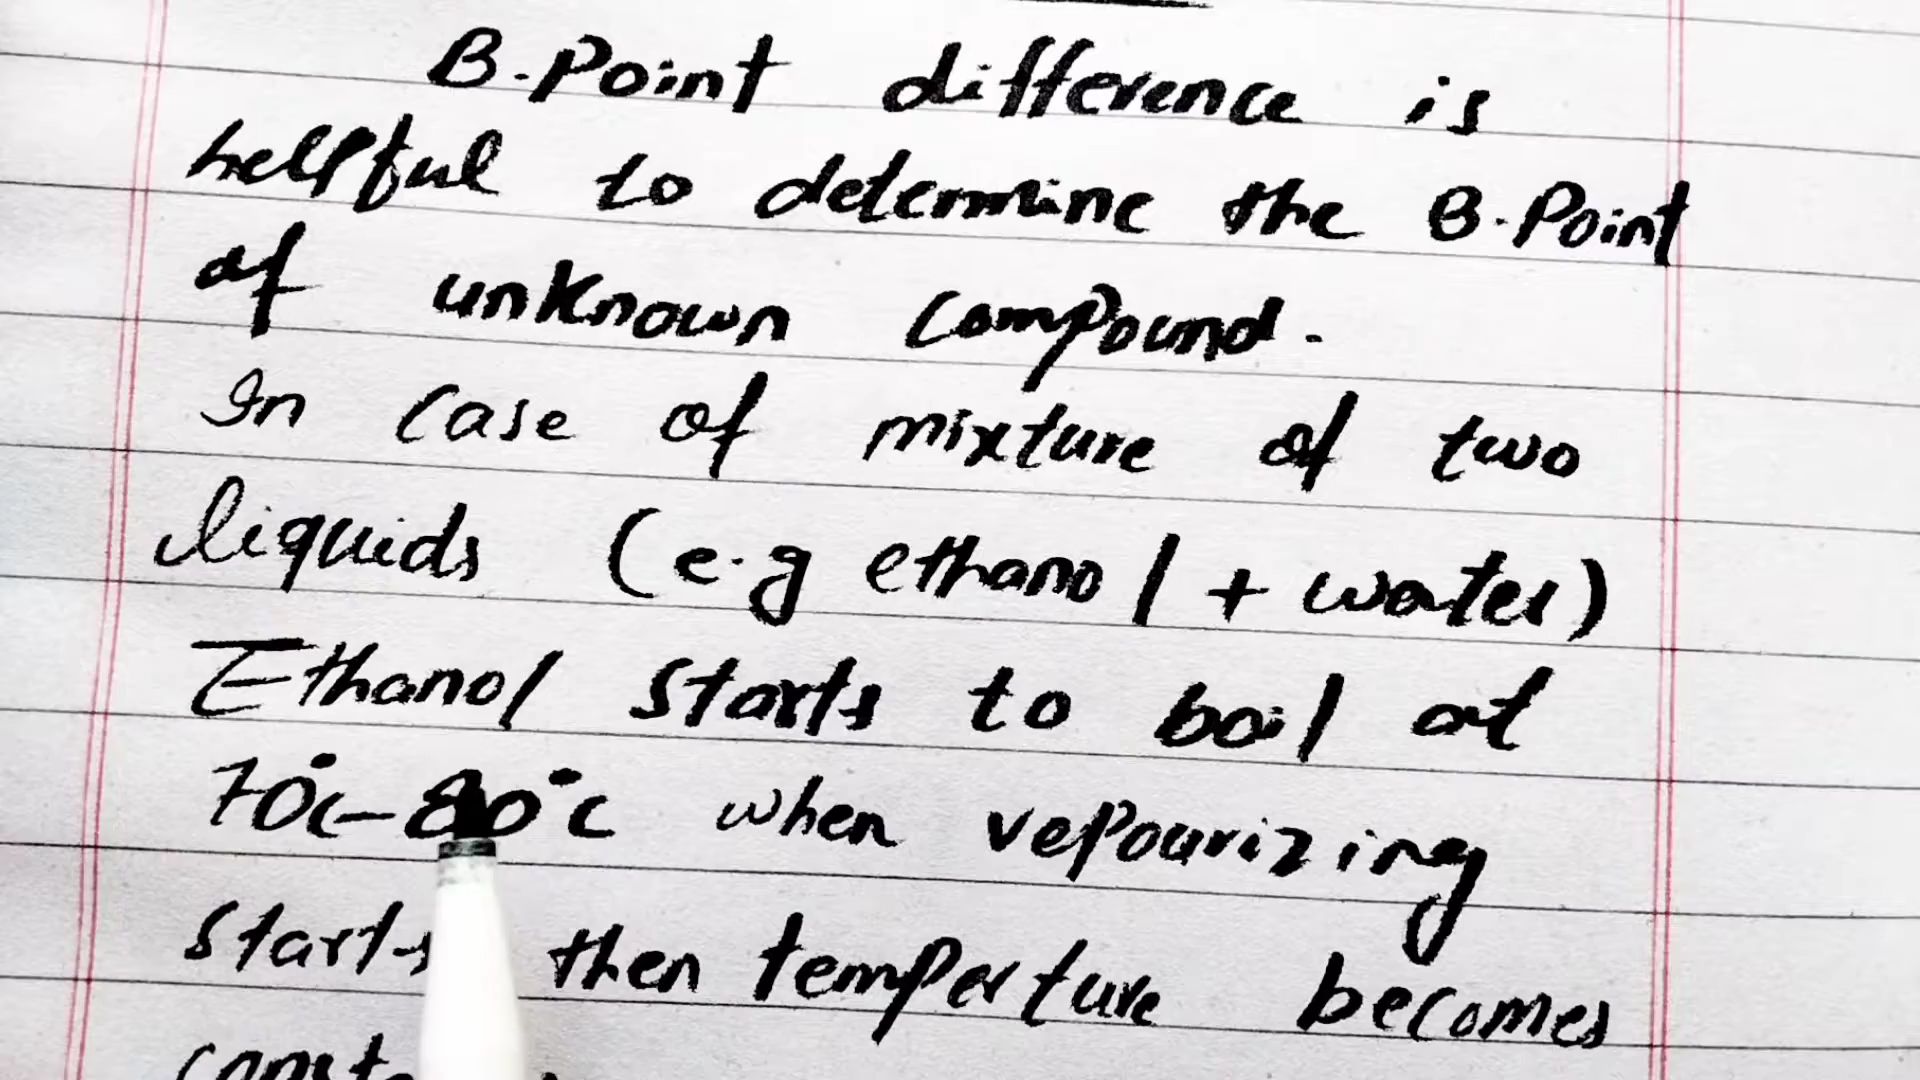 B.Point difference is
helpful to determine the B.Point
of unknown compound.
In case of mixture of two
liquids (e.g ethanol + water)
Ethanol starts to boil at
70°c-80°c when vepourizing
starts then temperture becomes